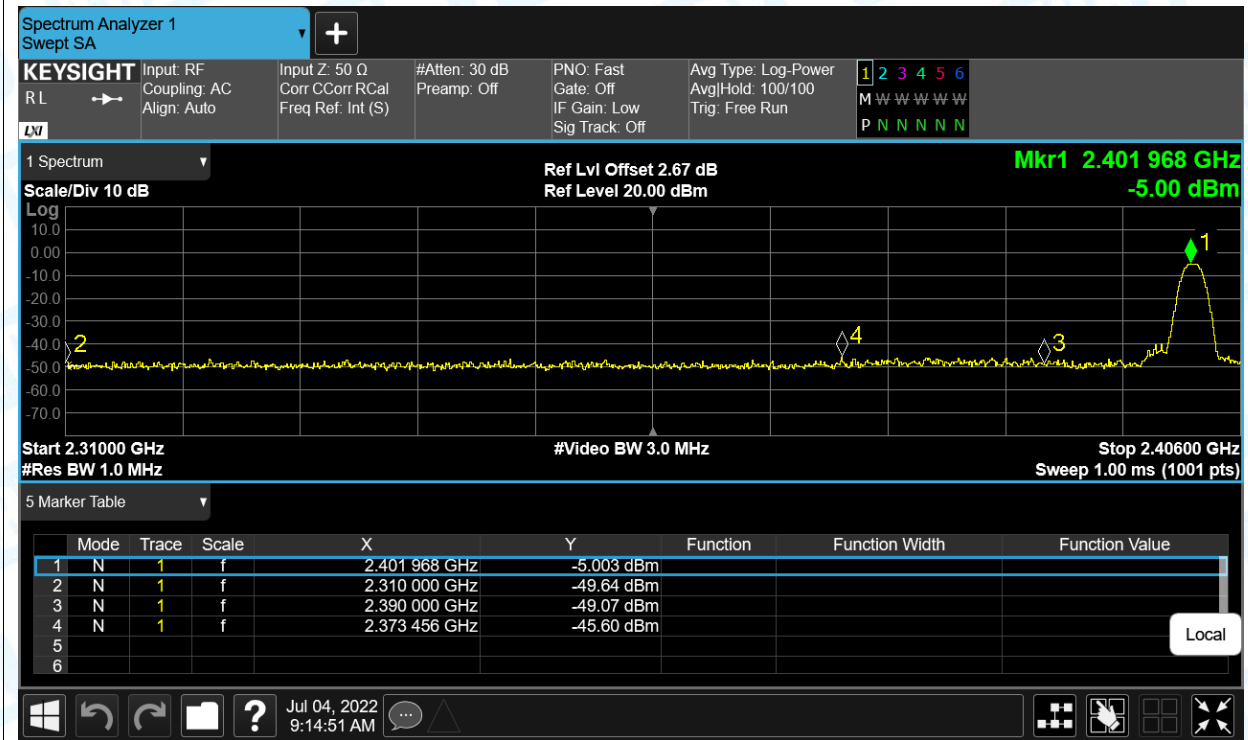 Spectrum Analyzer 1
Swept SA
KEYSIGHT
R L
LXI
Input: RF
Coupling: AC
Align: Auto
Input Z: 50 Ω
Corr CCorr RCal
Freq Ref: Int (S)
#Atten: 30 dB
Preamp: Off
PNO: Fast
Gate: Off
IF Gain: Low
Sig Track: Off
Avg Type: Log-Power
Avg|Hold: 100/100
Trig: Free Run
1 2 3 4 5 6
M W W W W W
P N N N N N
1 Spectrum
Scale/Div 10 dB
Ref Lvl Offset 2.67 dB
Ref Level 20.00 dBm
Mkr1 2.401 968 GHz
-5.00 dBm
Log
10.0
0.00
-10.0
-20.0
-30.0
-40.0
-50.0
-60.0
-70.0
1
2
4
3
Start 2.31000 GHz
#Video BW 3.0 MHz
Stop 2.40600 GHz
#Res BW 1.0 MHz
Sweep 1.00 ms (1001 pts)
5 Marker Table
Mode Trace Scale X Y Function Function Width Function Value
1 N 1 f 2.401 968 GHz -5.003 dBm
2 N 1 f 2.310 000 GHz -49.64 dBm
3 N 1 f 2.390 000 GHz -49.07 dBm
4 N 1 f 2.373 456 GHz -45.60 dBm
5
6
Local
?
Jul 04, 2022
9:14:51 AM